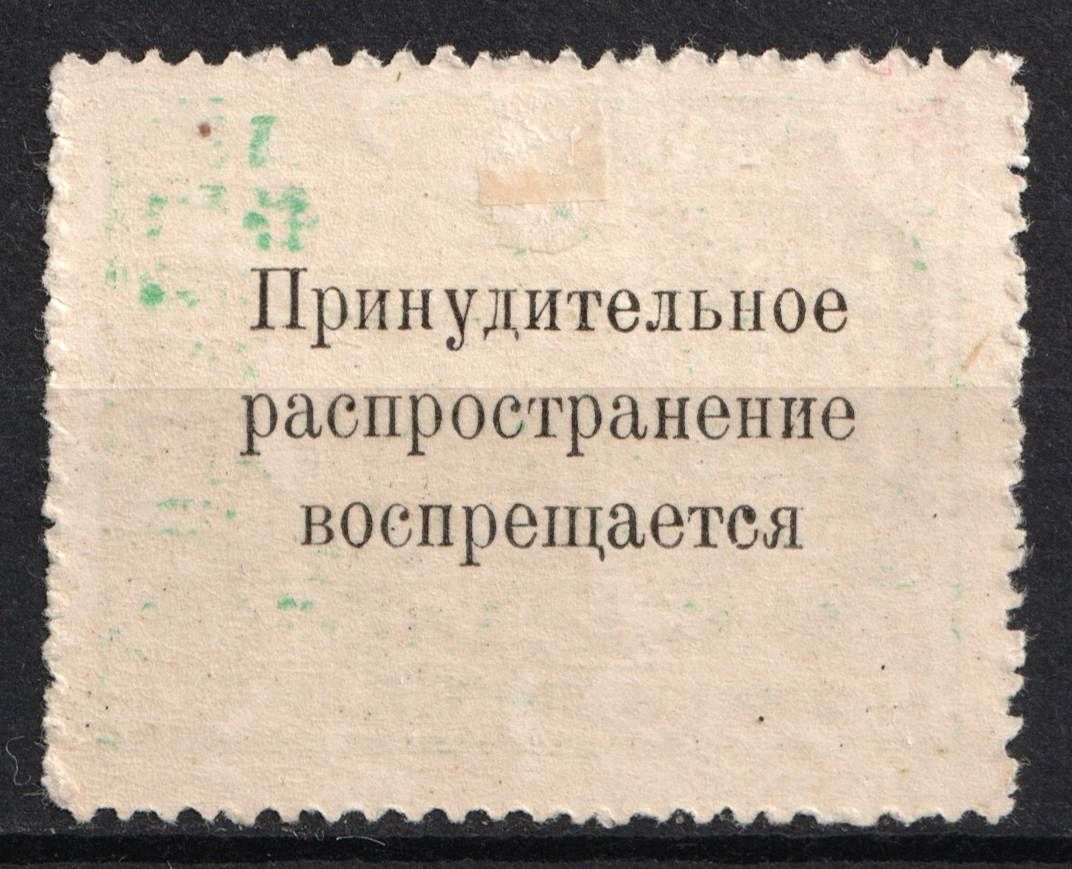 Принудительное
распространение
воспрещается